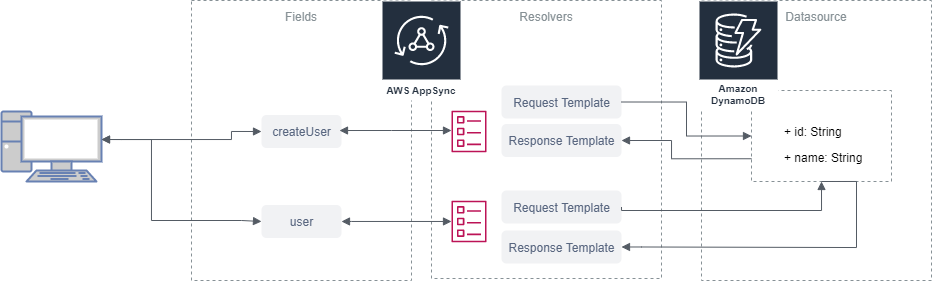 Fields
Resolvers
Datasource
AWS AppSync
Amazon
DynamoDB
Request Template
createUser
Response Template
+ id: String
+ name: String
Request Template
user
Response Template